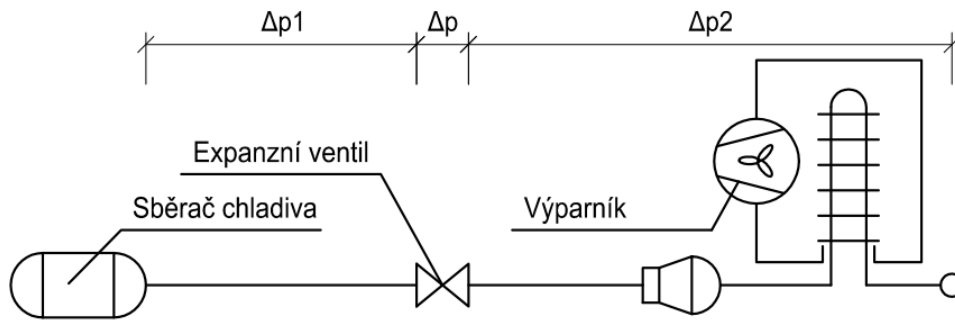 Δp1
Δp
Δp2
Expanzní ventil
Sběrač chladiva
Výparník